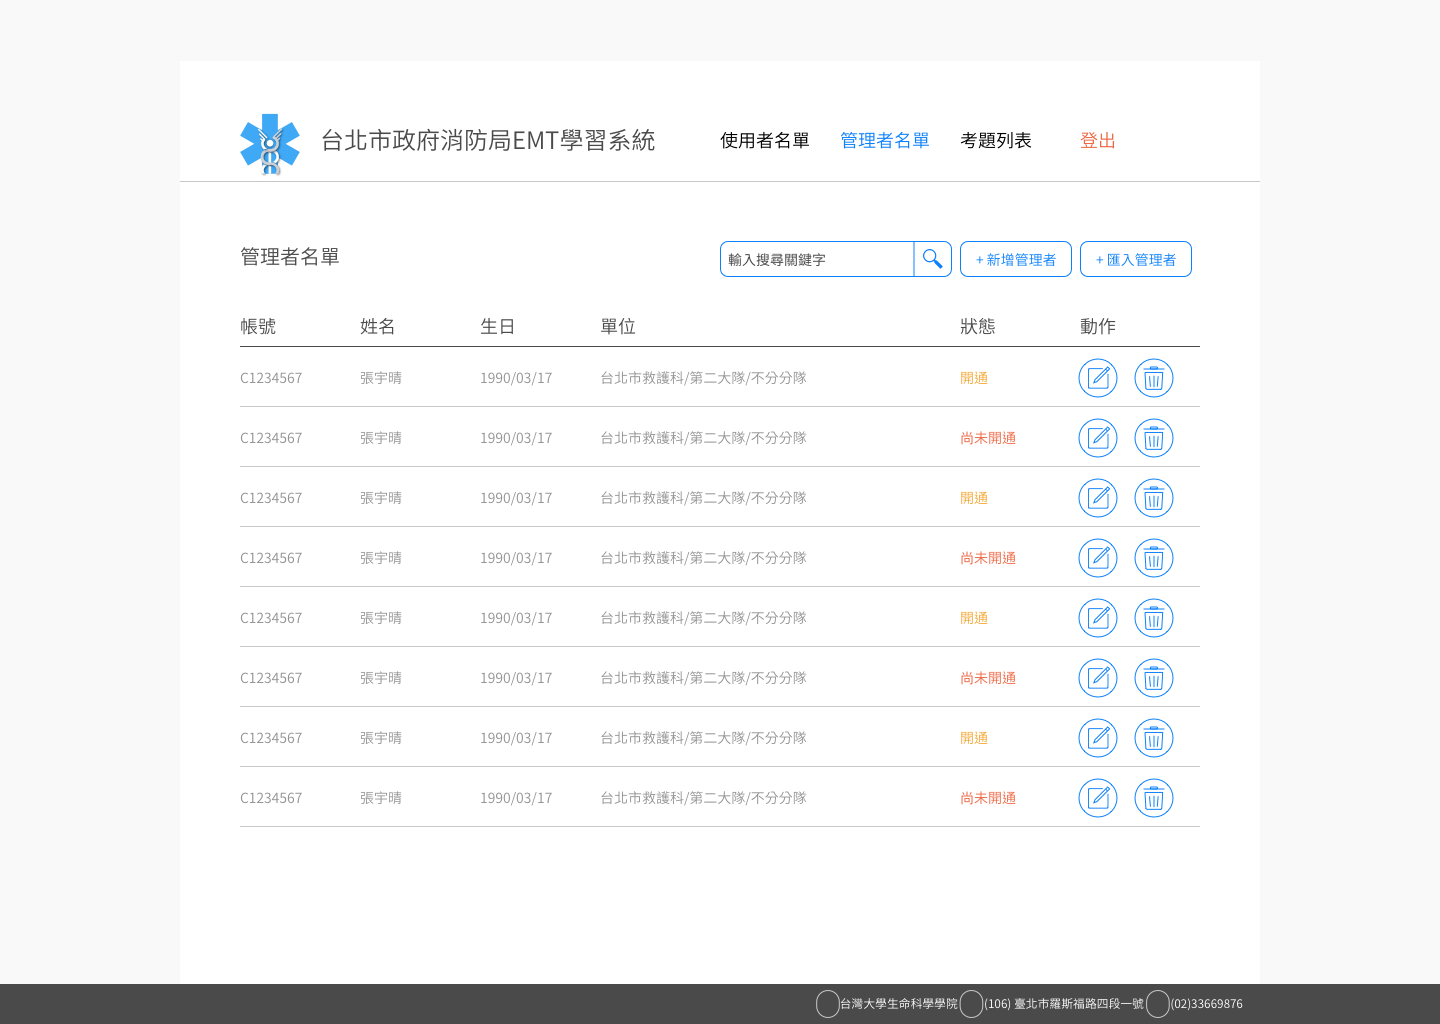 台北市政府消防局EMT學習系統 使用者名單 管理者名單 考題列表 登出
管理者名單 輸入搜尋關鍵字 + 新增管理者 + 匯入管理者
帳號 姓名 生日 單位 狀態 動作
C1234567 張宇晴 1990/03/17 台北市救護科/第二大隊/不分分隊 開通
C1234567 張宇晴 1990/03/17 台北市救護科/第二大隊/不分分隊 尚未開通
C1234567 張宇晴 1990/03/17 台北市救護科/第二大隊/不分分隊 開通
C1234567 張宇晴 1990/03/17 台北市救護科/第二大隊/不分分隊 尚未開通
C1234567 張宇晴 1990/03/17 台北市救護科/第二大隊/不分分隊 開通
C1234567 張宇晴 1990/03/17 台北市救護科/第二大隊/不分分隊 尚未開通
C1234567 張宇晴 1990/03/17 台北市救護科/第二大隊/不分分隊 開通
C1234567 張宇晴 1990/03/17 台北市救護科/第二大隊/不分分隊 尚未開通
台灣大學生命科學學院 (106) 臺北市羅斯福路四段一號 (02)33669876